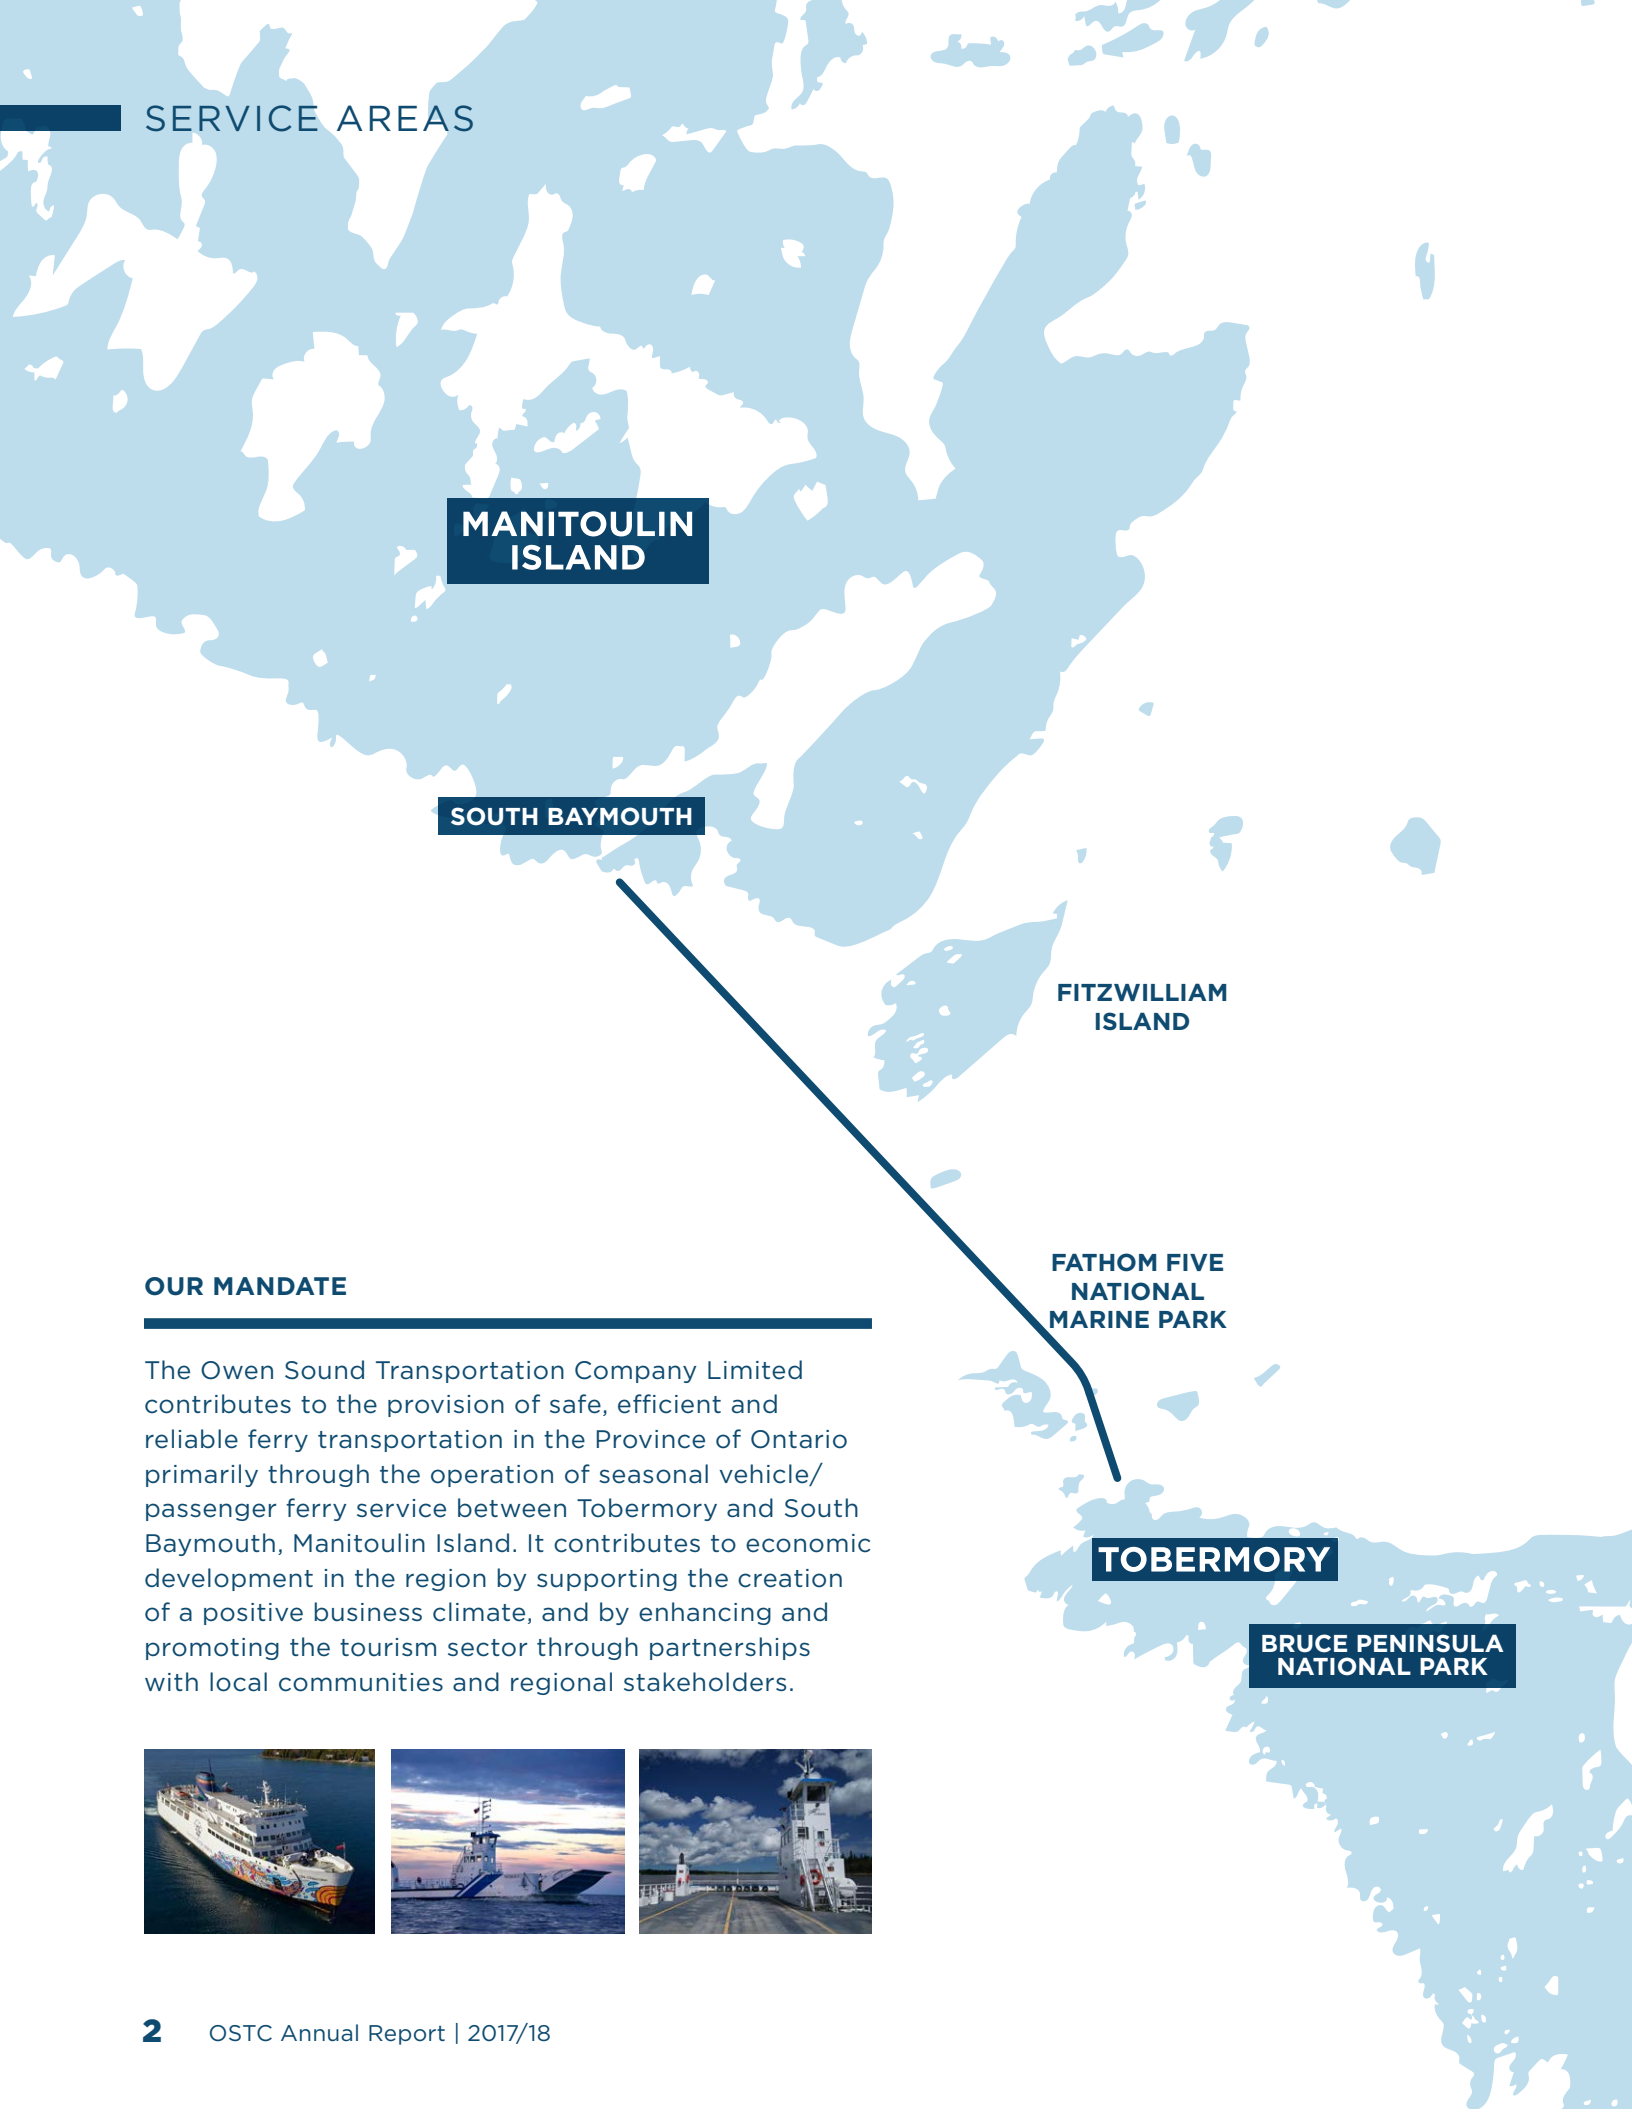 SERVICE AREAS
MANITOULIN
ISLAND
SOUTH BAYMOUTH
FITZWILLIAM
ISLAND
FATHOM FIVE
NATIONAL
MARINE PARK
TOBERMORY
BRUCE PENINSULA
NATIONAL PARK
OUR MANDATE
The Owen Sound Transportation Company Limited
contributes to the provision of safe, efficient and
reliable ferry transportation in the Province of Ontario
primarily through the operation of seasonal vehicle/
passenger ferry service between Tobermory and South
Baymouth, Manitoulin Island. It contributes to economic
development in the region by supporting the creation
of a positive business climate, and by enhancing and
promoting the tourism sector through partnerships
with local communities and regional stakeholders.
2 OSTC Annual Report | 2017/18